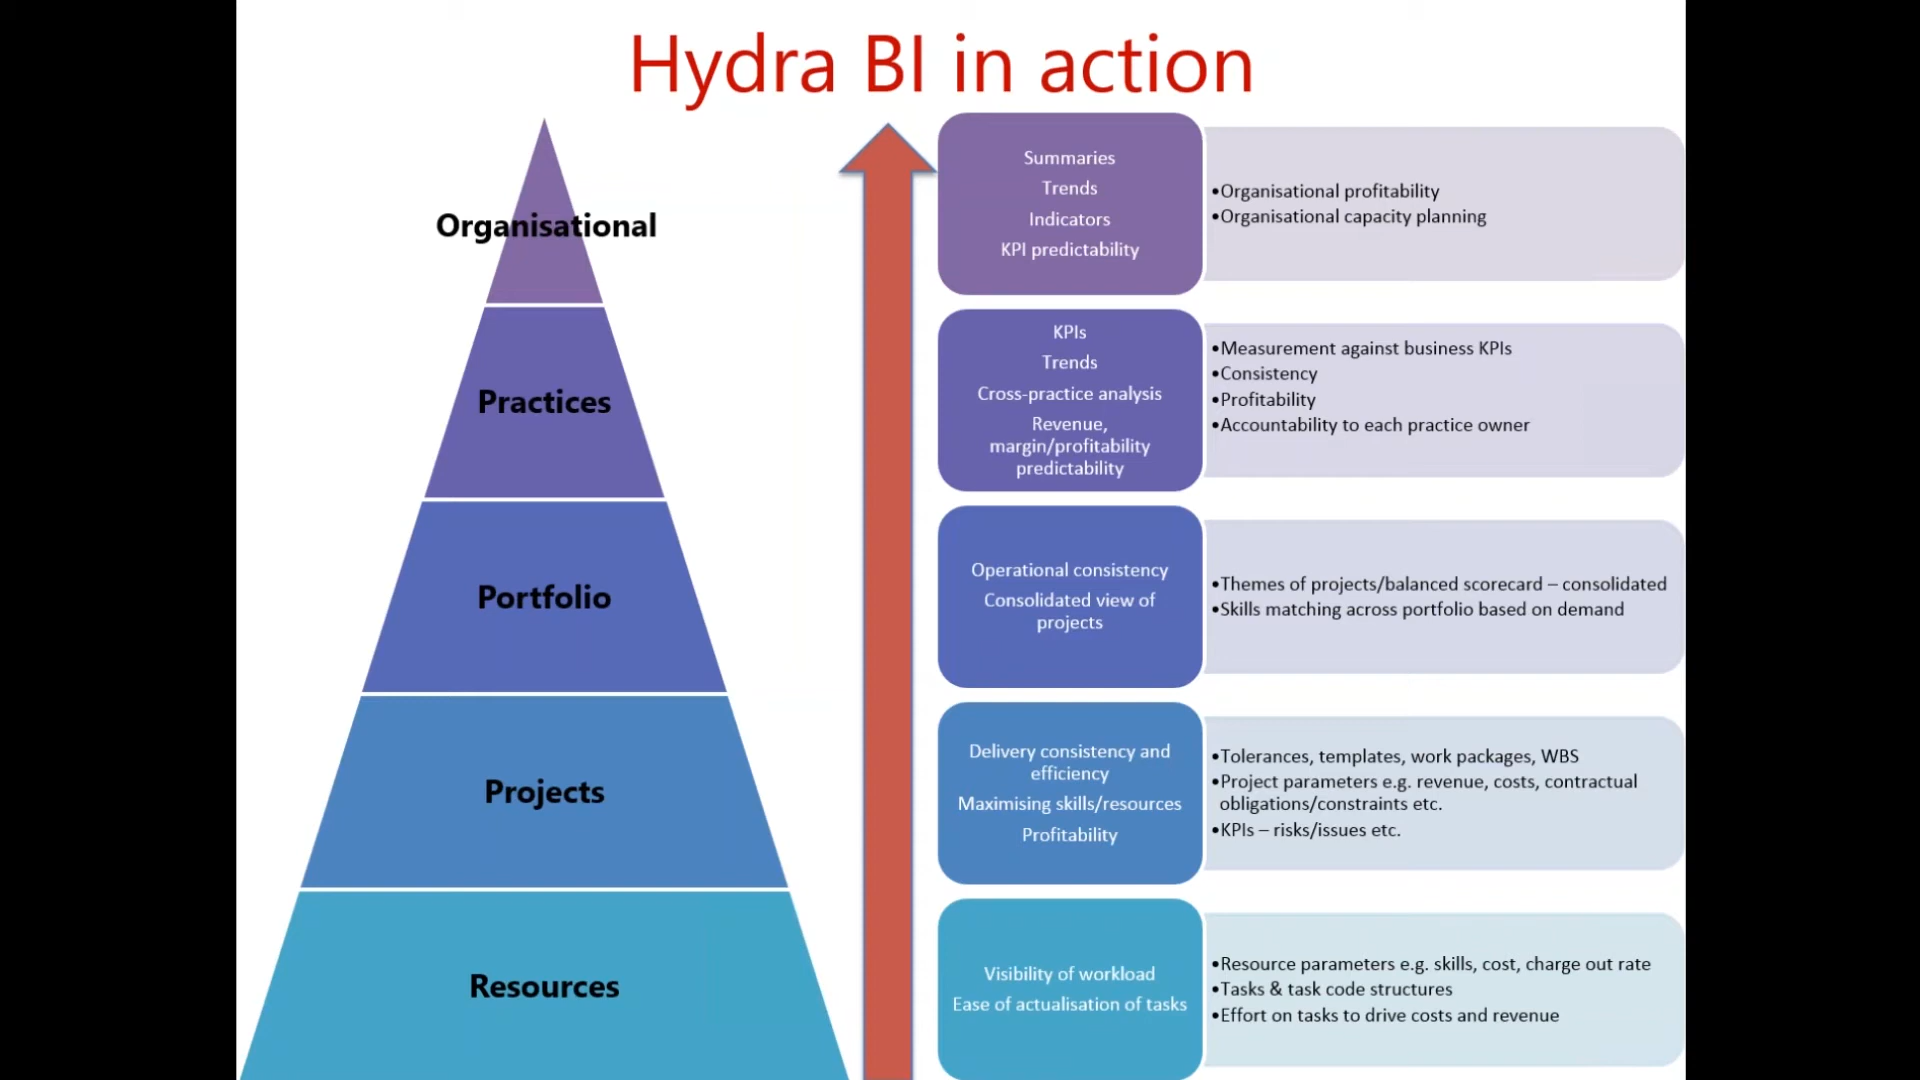 Hydra BI in action
Organisational
Summaries
Trends
Indicators
KPI predictability
•Organisational profitability
•Organisational capacity planning
Practices
KPIs
Trends
Cross-practice analysis
Revenue,
margin/profitability
predictability
•Measurement against business KPIs
•Consistency
•Profitability
•Accountability to each practice owner
Portfolio
Operational consistency
Consolidated view of
projects
•Themes of projects/balanced scorecard – consolidated
•Skills matching across portfolio based on demand
Projects
Delivery consistency and
efficiency
Maximising skills/resources
Profitability
•Tolerances, templates, work packages, WBS
•Project parameters e.g. revenue, costs, contractual
obligations/constraints etc.
•KPIs – risks/issues etc.
Resources
Visibility of workload
Ease of actualisation of tasks
•Resource parameters e.g. skills, cost, charge out rate
•Tasks & task code structures
•Effort on tasks to drive costs and revenue